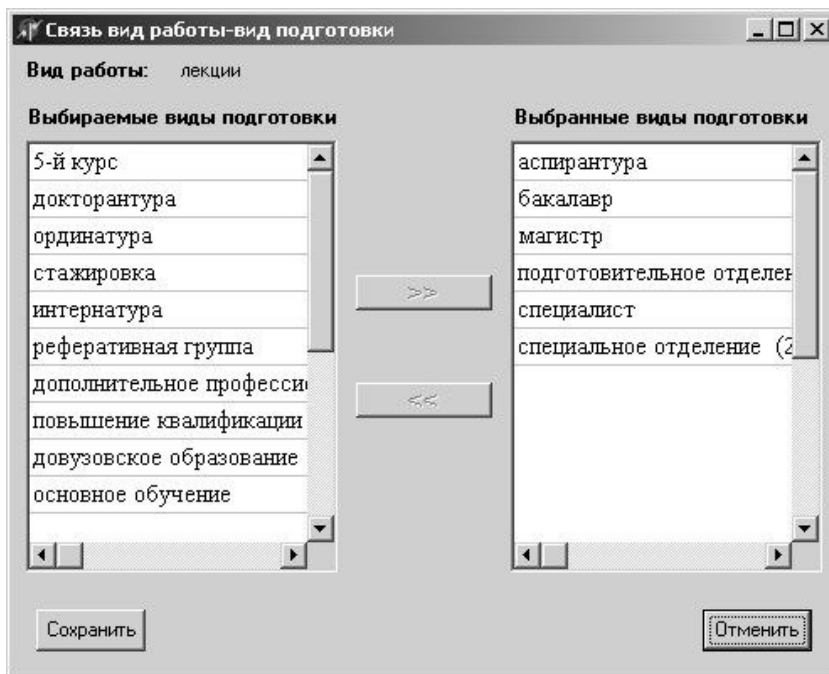 Связь вид работы-вид подготовки
Вид работы: лекции
Выбираемые виды подготовки
5-й курс
докторантура
ординатура
стажировка
интернатура
реферативная группа
дополнительное професси
повышение квалификации
довузовское образование
основное обучение
>>
<<
Выбранные виды подготовки
аспирантура
бакалавр
магистр
подготовительное отделен
специалист
специальное отделение (2
Сохранить
Отменить